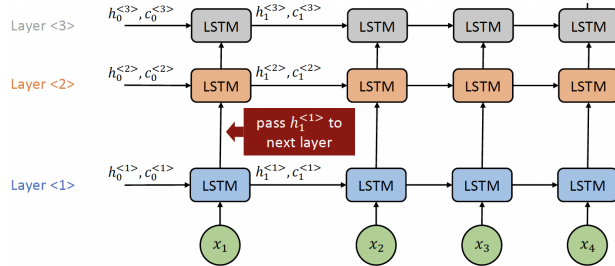 Layer <3>
h₀^{<3>}, c₀^{<3>}
LSTM
h₁^{<3>}, c₁^{<3>}
LSTM
LSTM
LSTM
Layer <2>
h₀^{<2>}, c₀^{<2>}
LSTM
h₁^{<2>}, c₁^{<2>}
LSTM
LSTM
LSTM
pass h₁^{<1>} to
next layer
Layer <1>
h₀^{<1>}, c₀^{<1>}
LSTM
h₁^{<1>}, c₁^{<1>}
LSTM
LSTM
LSTM
x₁
x₂
x₃
x₄